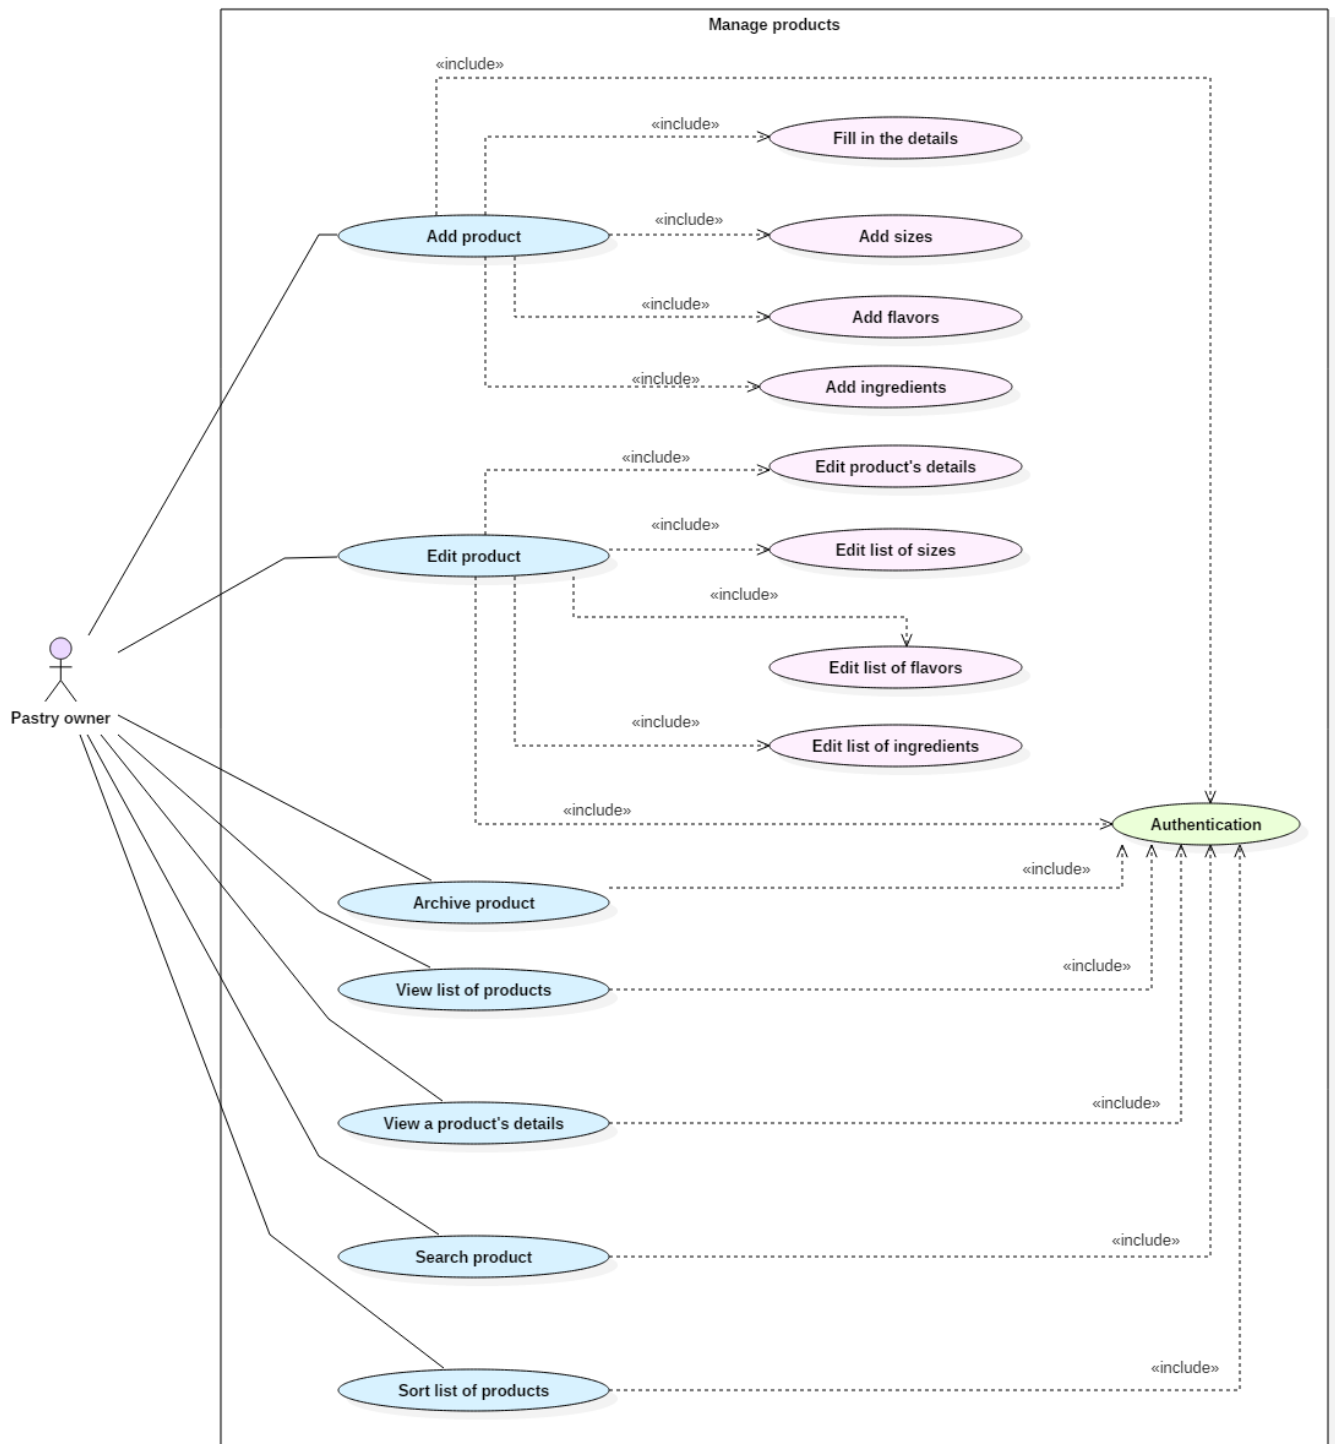 Manage products
«include»
«include»
Fill in the details
«include»
Add product
Add sizes
«include»
Add flavors
«include»
Add ingredients
«include»
Edit product's details
«include»
Edit product
Edit list of sizes
«include»
Edit list of flavors
Pastry owner
«include»
Edit list of ingredients
«include»
Authentication
«include»
Archive product
«include»
View list of products
«include»
View a product's details
«include»
Search product
«include»
Sort list of products